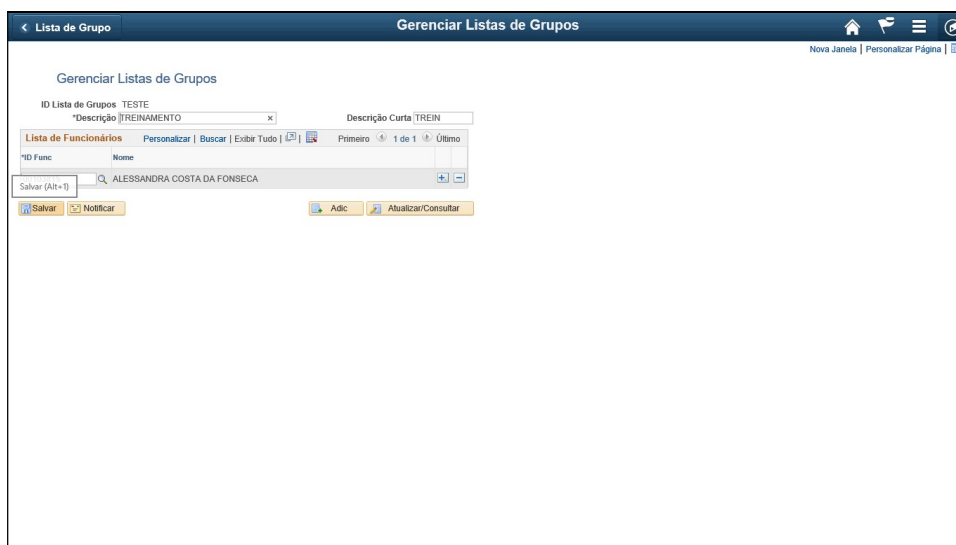 Lista de Grupo
Gerenciar Listas de Grupos
Nova Janela | Personalizar Página |
Gerenciar Listas de Grupos
ID Lista de Grupos TESTE
*Descrição TREINAMENTO × Descrição Curta TREIN
Lista de Funcionários Personalizar | Buscar | Exibir Tudo | | Primeiro 1 de 1 Último
*ID Func Nome
ALESSANDRA COSTA DA FONSECA
Salvar (Alt+1)
Salvar Notificar Adic Atualizar/Consultar